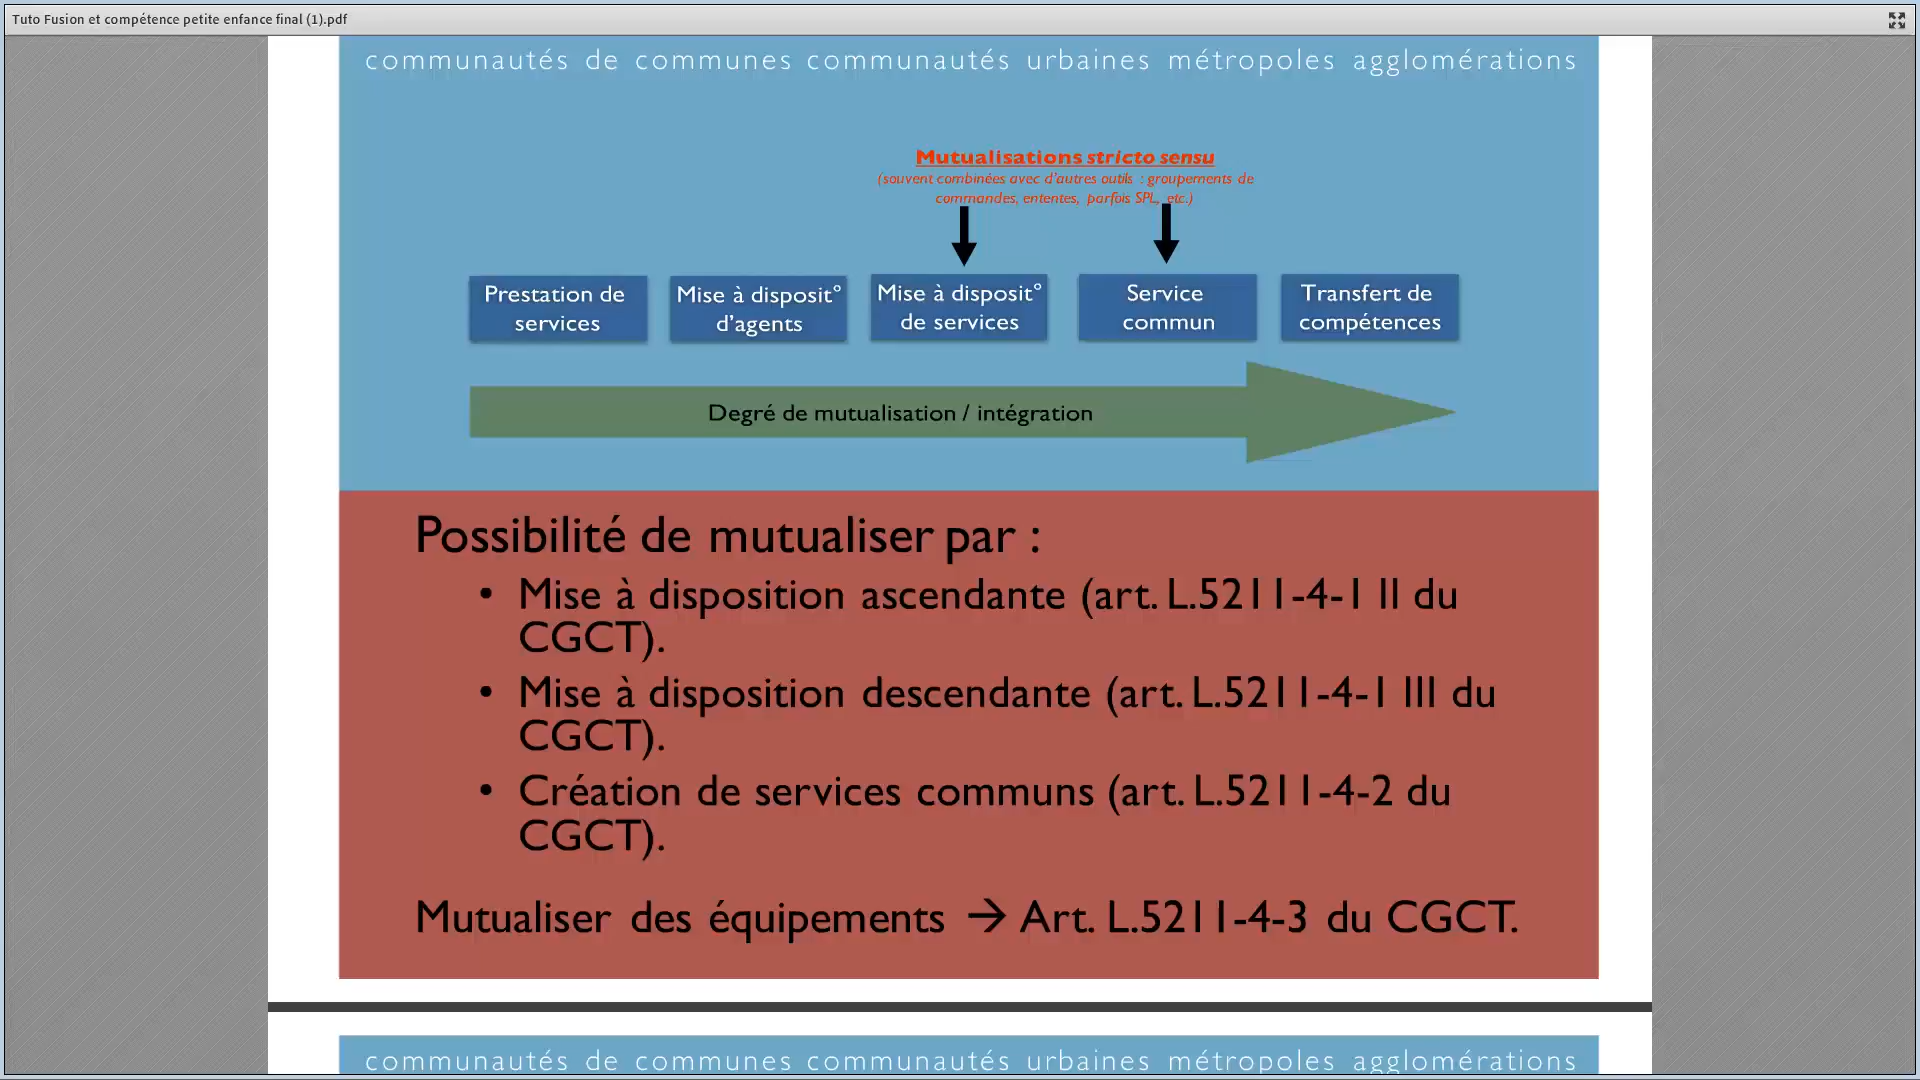 Tuto Fusion et compétence petite enfance final (1).pdf
communautés de communes communautés urbaines métropoles agglomérations
Mutualisations stricto sensu
(souvent combinées avec d'autres outils : groupements de
commandes, ententes, parfois SPL, etc.)
Prestation de
services
Mise à disposit°
d'agents
Mise à disposit°
de services
Service
commun
Transfert de
compétences
Degré de mutualisation / intégration
Possibilité de mutualiser par :
• Mise à disposition ascendante (art. L.5211-4-1 II du
CGCT).
• Mise à disposition descendante (art. L.5211-4-1 III du
CGCT).
• Création de services communs (art. L.5211-4-2 du
CGCT).
Mutualiser des équipements → Art. L.5211-4-3 du CGCT.
communautés de communes communautés urbaines métropoles agglomérations